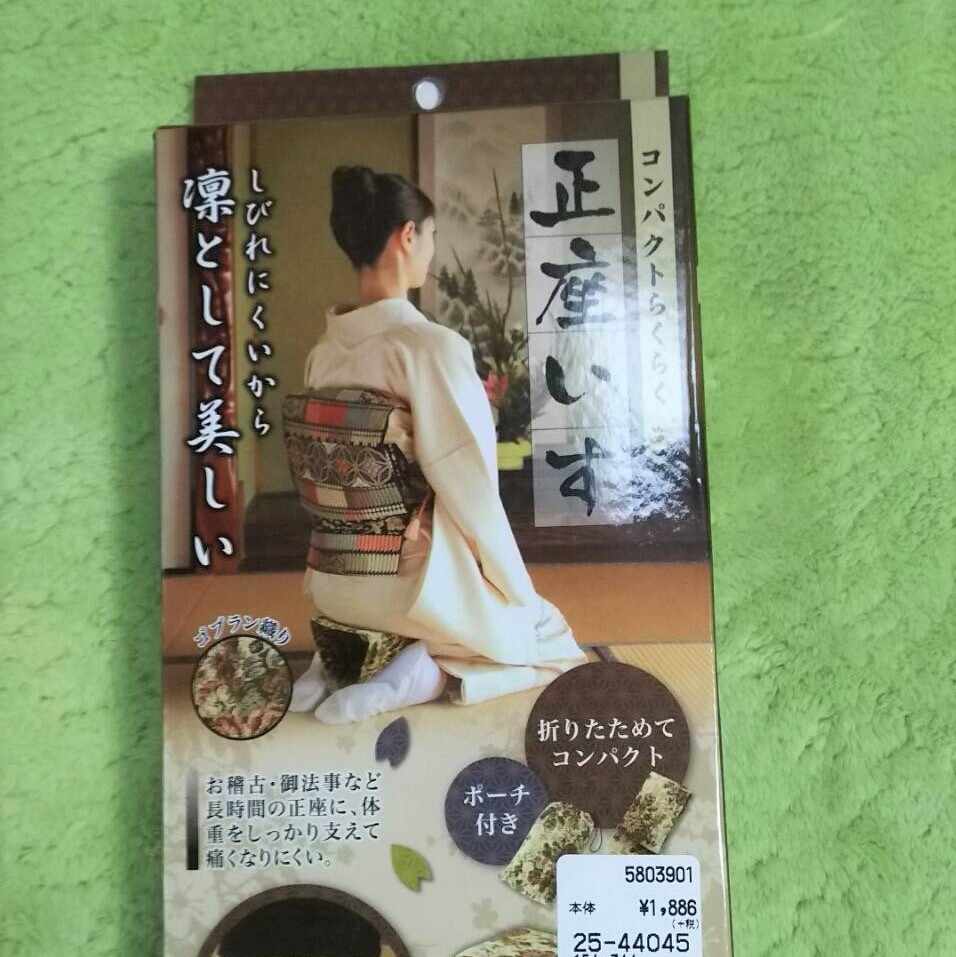 コンパクトらくらく
正座いす
しびれにくいから
凛として美しい
ゴブラン織り
折りたためて
コンパクト
ポーチ
付き
お稽古・御法事など
長時間の正座に、体
重をしっかり支えて
痛くなりにくい。
5803901
本体 ¥1,886
(+税)
25-44045